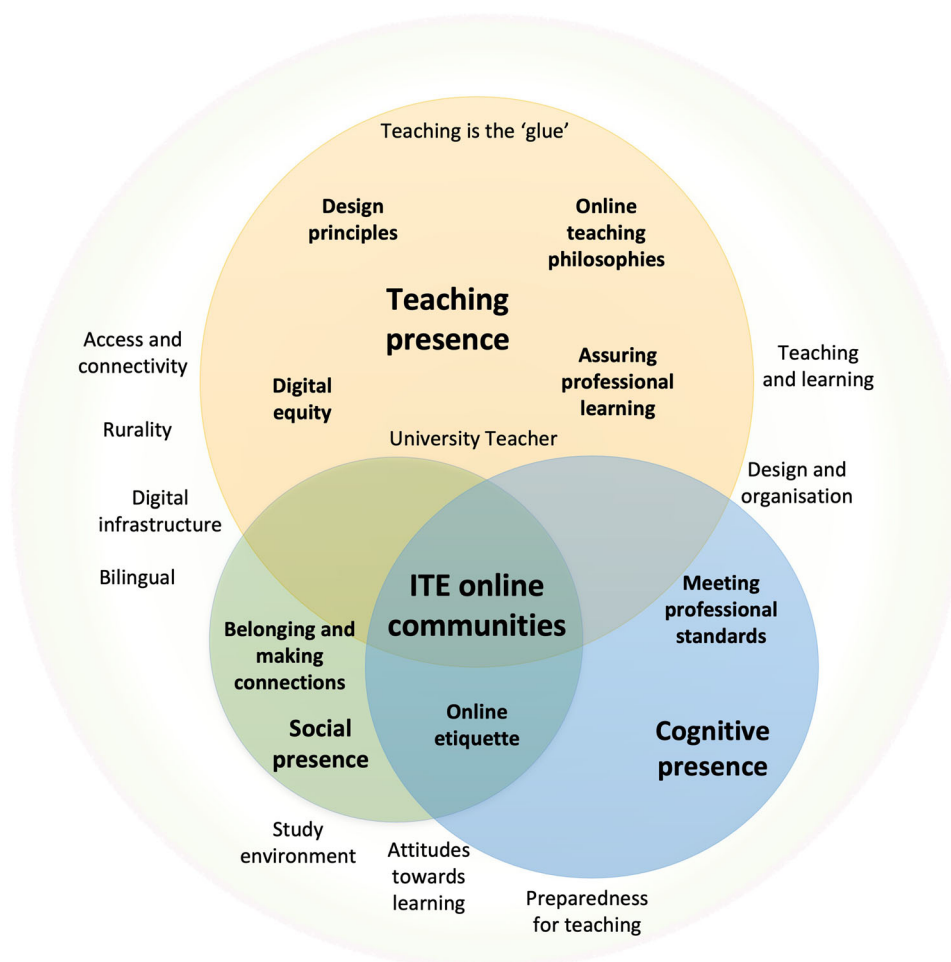 Teaching is the ‘glue’
Design
principles
Online
teaching
philosophies
Teaching
presence
Access and
connectivity
Assuring
professional
learning
Teaching
and learning
Digital
equity
Rurality
University Teacher
Design and
organisation
Digital
infrastructure
Bilingual
ITE online
communities
Meeting
professional
standards
Belonging and
making
connections
Online
etiquette
Social
presence
Cognitive
presence
Study
environment
Attitudes
towards
learning
Preparedness
for teaching